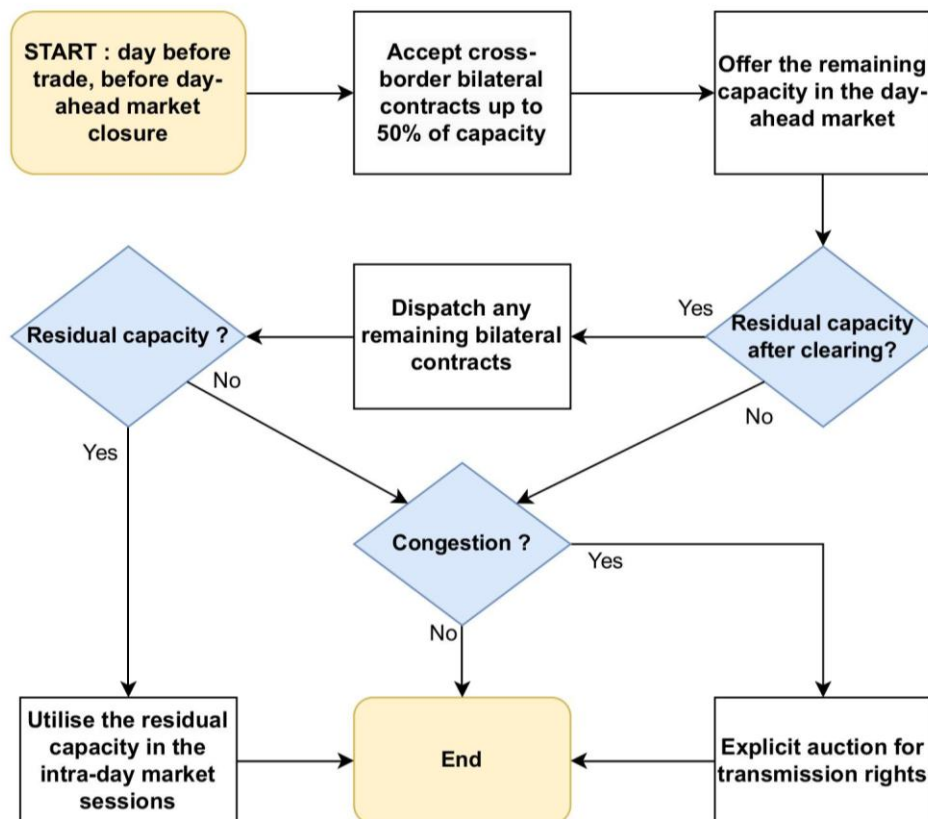 START : day before
trade, before day-
ahead market
closure
Accept cross-
border bilateral
contracts up to
50% of capacity
Offer the remaining
capacity in the day-
ahead market
Residual capacity ?
Dispatch any
remaining bilateral
contracts
Yes
Residual capacity
after clearing?
No
No
Yes
Congestion ?
Yes
No
Utilise the residual
capacity in the
intra-day market
sessions
End
Explicit auction for
transmission rights